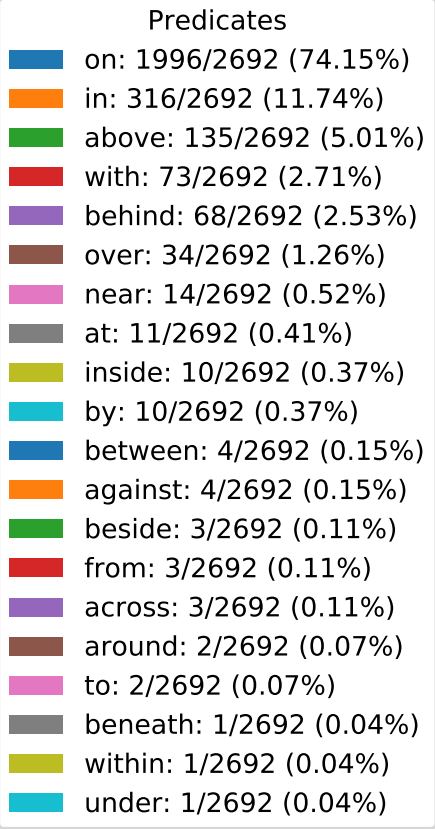 Predicates
on: 1996/2692 (74.15%)
in: 316/2692 (11.74%)
above: 135/2692 (5.01%)
with: 73/2692 (2.71%)
behind: 68/2692 (2.53%)
over: 34/2692 (1.26%)
near: 14/2692 (0.52%)
at: 11/2692 (0.41%)
inside: 10/2692 (0.37%)
by: 10/2692 (0.37%)
between: 4/2692 (0.15%)
against: 4/2692 (0.15%)
beside: 3/2692 (0.11%)
from: 3/2692 (0.11%)
across: 3/2692 (0.11%)
around: 2/2692 (0.07%)
to: 2/2692 (0.07%)
beneath: 1/2692 (0.04%)
within: 1/2692 (0.04%)
under: 1/2692 (0.04%)